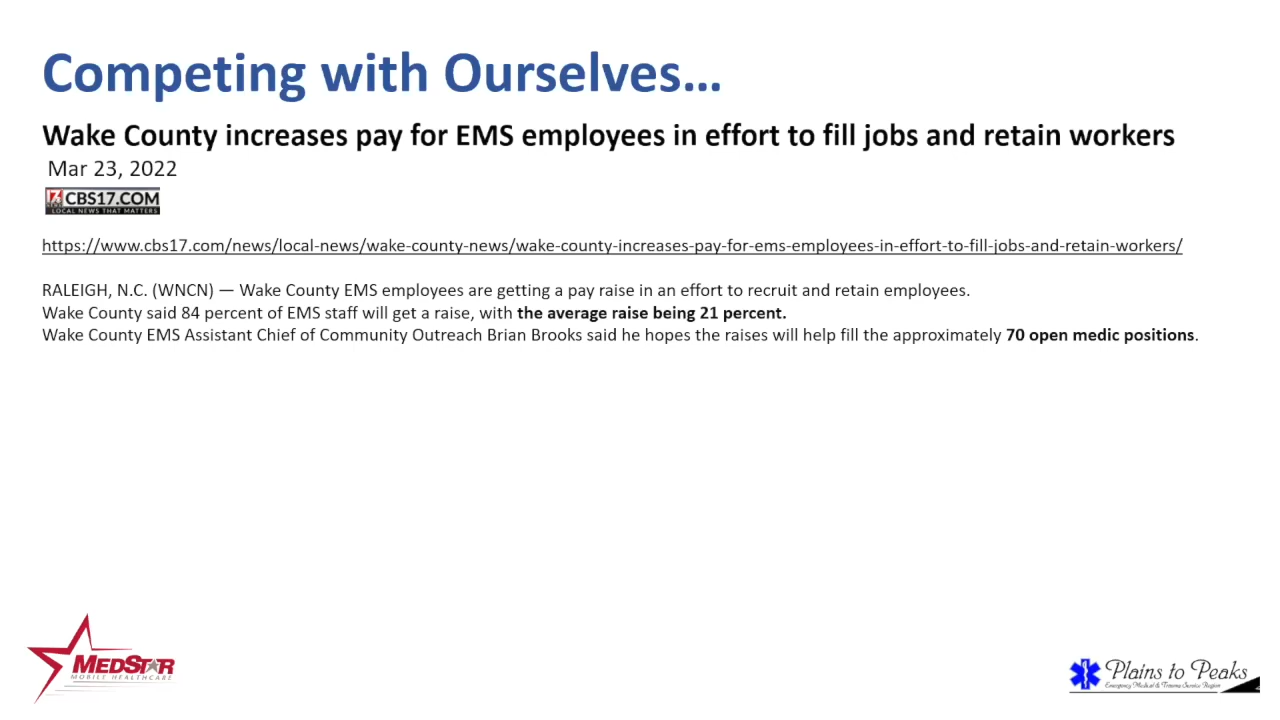 Competing with Ourselves...
Wake County increases pay for EMS employees in effort to fill jobs and retain workers
Mar 23, 2022
CBS17.COM
LOCAL NEWS THAT MATTERS
https://www.cbs17.com/news/local-news/wake-county-news/wake-county-increases-pay-for-ems-employees-in-effort-to-fill-jobs-and-retain-workers/
RALEIGH, N.C. (WNCN) — Wake County EMS employees are getting a pay raise in an effort to recruit and retain employees.
Wake County said 84 percent of EMS staff will get a raise, with the average raise being 21 percent.
Wake County EMS Assistant Chief of Community Outreach Brian Brooks said he hopes the raises will help fill the approximately 70 open medic positions.
MEDSTAR
MOBILE HEALTHCARE
Plains to Peaks
Emergency Medical & Trauma Service Region